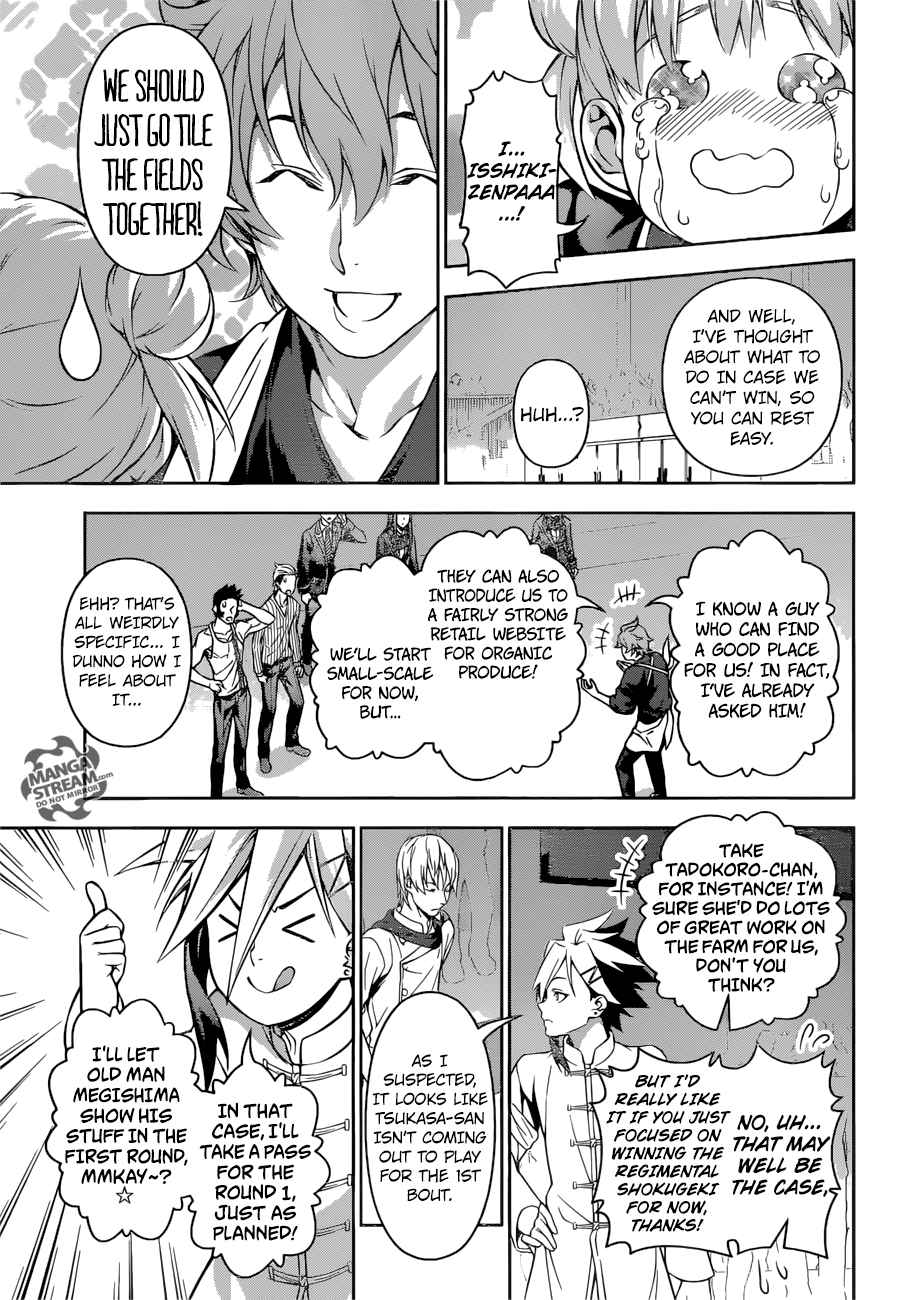 I...
ISSHIKI-
ZENPAAA
...!
WE SHOULD
JUST GO TILE
THE FIELDS
TOGETHER!
AND WELL,
I'VE THOUGHT
ABOUT WHAT TO
DO IN CASE WE
CAN'T WIN, SO
YOU CAN REST
EASY.
HUH...?
I KNOW A GUY
WHO CAN FIND
A GOOD PLACE
FOR US! IN FACT,
I'VE ALREADY
ASKED HIM!
THEY CAN ALSO
INTRODUCE US TO
A FAIRLY STRONG
RETAIL WEBSITE
FOR ORGANIC
PRODUCE!
WE'LL START
SMALL-SCALE
FOR NOW,
BUT...
EHH? THAT'S
ALL WEIRDLY
SPECIFIC... I
DUNNO HOW I
FEEL ABOUT
IT...
MANGA
STREAM.com
DO NOT MIRROR
TAKE
TADOKORO-CHAN,
FOR INSTANCE! I'M
SURE SHE'D DO LOTS
OF GREAT WORK ON
THE FARM FOR US,
DON'T YOU
THINK?
NO, UH...
THAT MAY
WELL BE
THE CASE,
BUT I'D
REALLY LIKE
IT IF YOU JUST
FOCUSED ON
WINNING THE
REGIMENTAL
SHOKUGEKI
FOR NOW,
THANKS!
AS I
SUSPECTED,
IT LOOKS LIKE
TSUKASA-SAN
ISN'T COMING
OUT TO PLAY
FOR THE 1ST
BOUT.
IN THAT
CASE, I'LL
TAKE A PASS
FOR THE
ROUND 1,
JUST AS
PLANNED!
I'LL LET
OLD MAN
MEGISHIMA
SHOW HIS
STUFF IN THE
FIRST ROUND,
MMKAY~?
☆